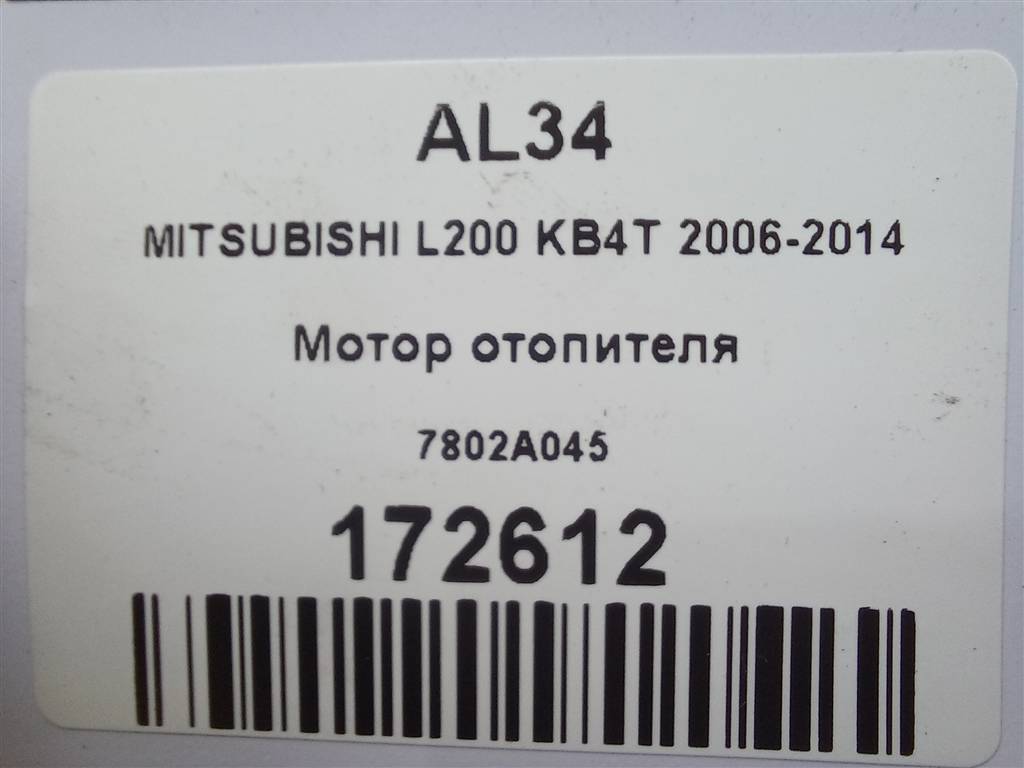 AL34
MITSUBISHI L200 KB4T 2006-2014
Мотор отопителя
7802A045
172612